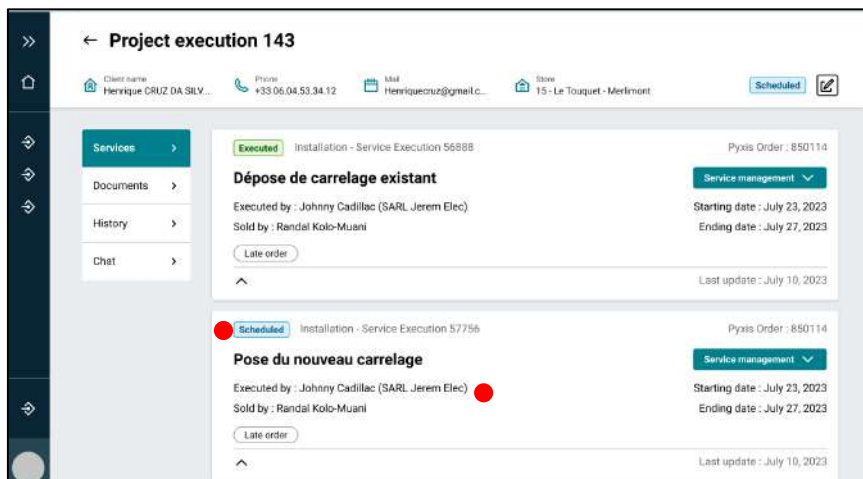 Project execution 143
Client name
Henrique CRUZ DA SILV...
Phone
+33 06.04.53.34.12
Mail
Henriquecruz@gmail.c...
Store
15 - Le Touquet - Merlimont
Scheduled
Services
Documents
History
Chat
Executed Installation - Service Execution 56888 Pyxis Order : 850114
Dépose de carrelage existant Service management
Executed by : Johnny Cadillac (SARL Jerem Elec) Starting date : July 23, 2023
Sold by : Randal Kolo-Muani Ending date : July 27, 2023
Late order
Last update : July 10, 2023
Scheduled Installation - Service Execution 57756 Pyxis Order : 850114
Pose du nouveau carrelage Service management
Executed by : Johnny Cadillac (SARL Jerem Elec) Starting date : July 23, 2023
Sold by : Randal Kolo-Muani Ending date : July 27, 2023
Late order
Last update : July 10, 2023